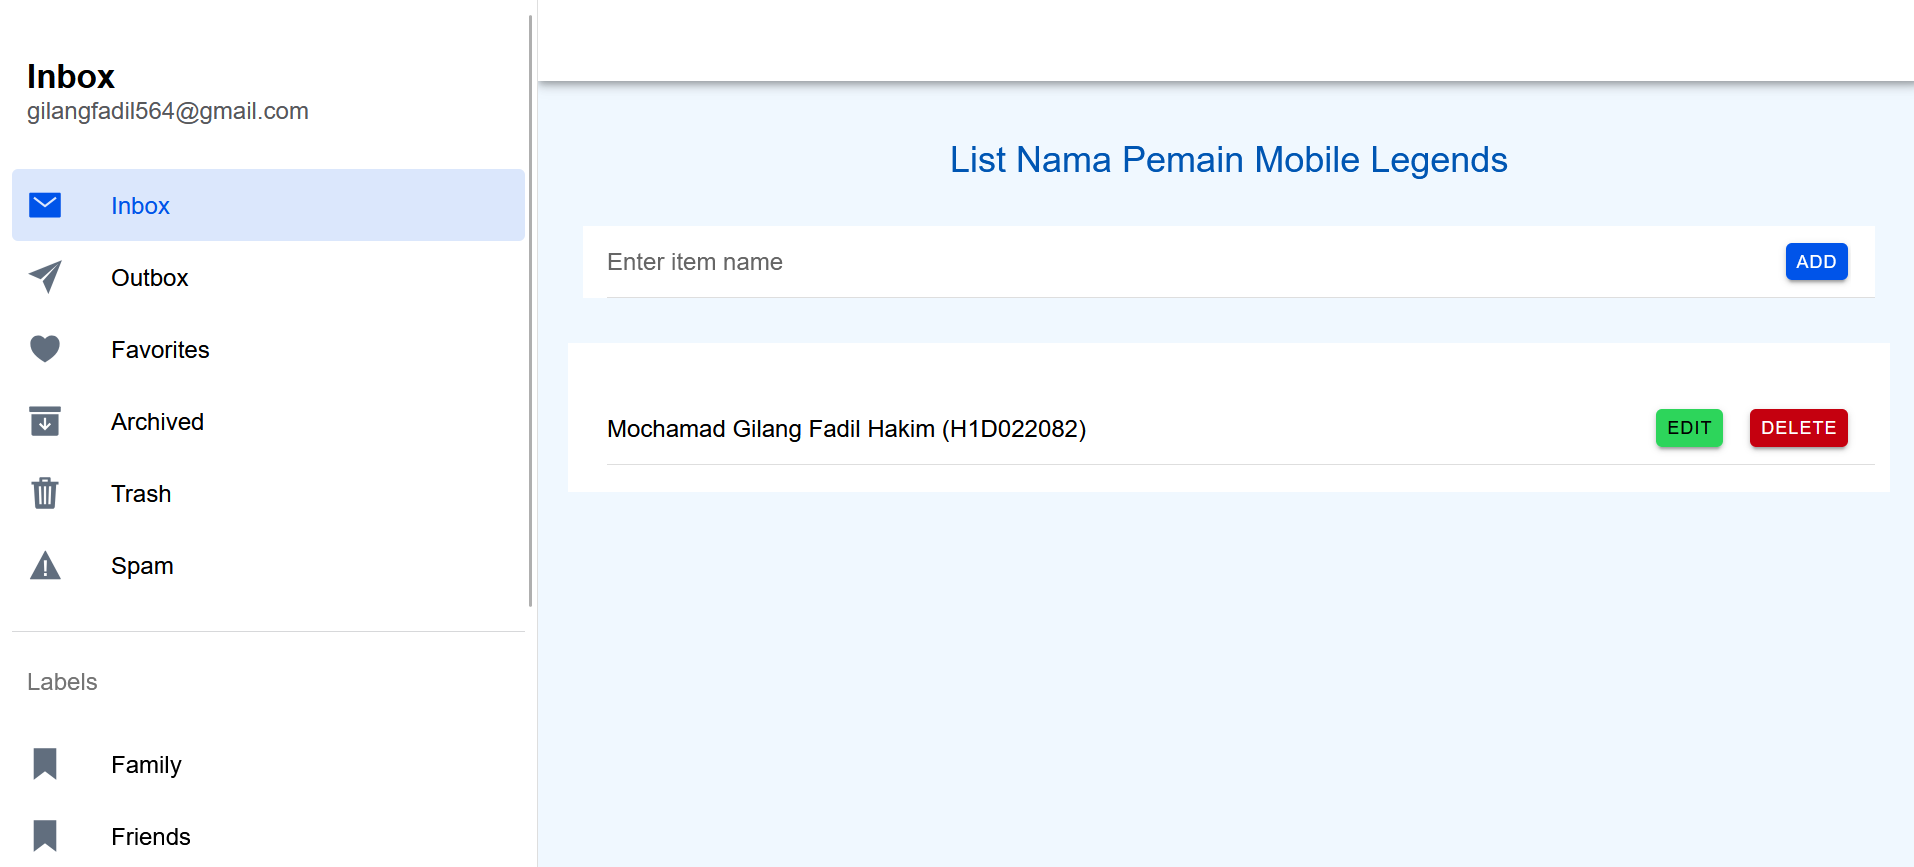 Inbox
gilangfadil564@gmail.com
Inbox
Outbox
Favorites
Archived
Trash
Spam
Labels
Family
Friends
List Nama Pemain Mobile Legends
Enter item name
ADD
Mochamad Gilang Fadil Hakim (H1D022082)
EDIT
DELETE